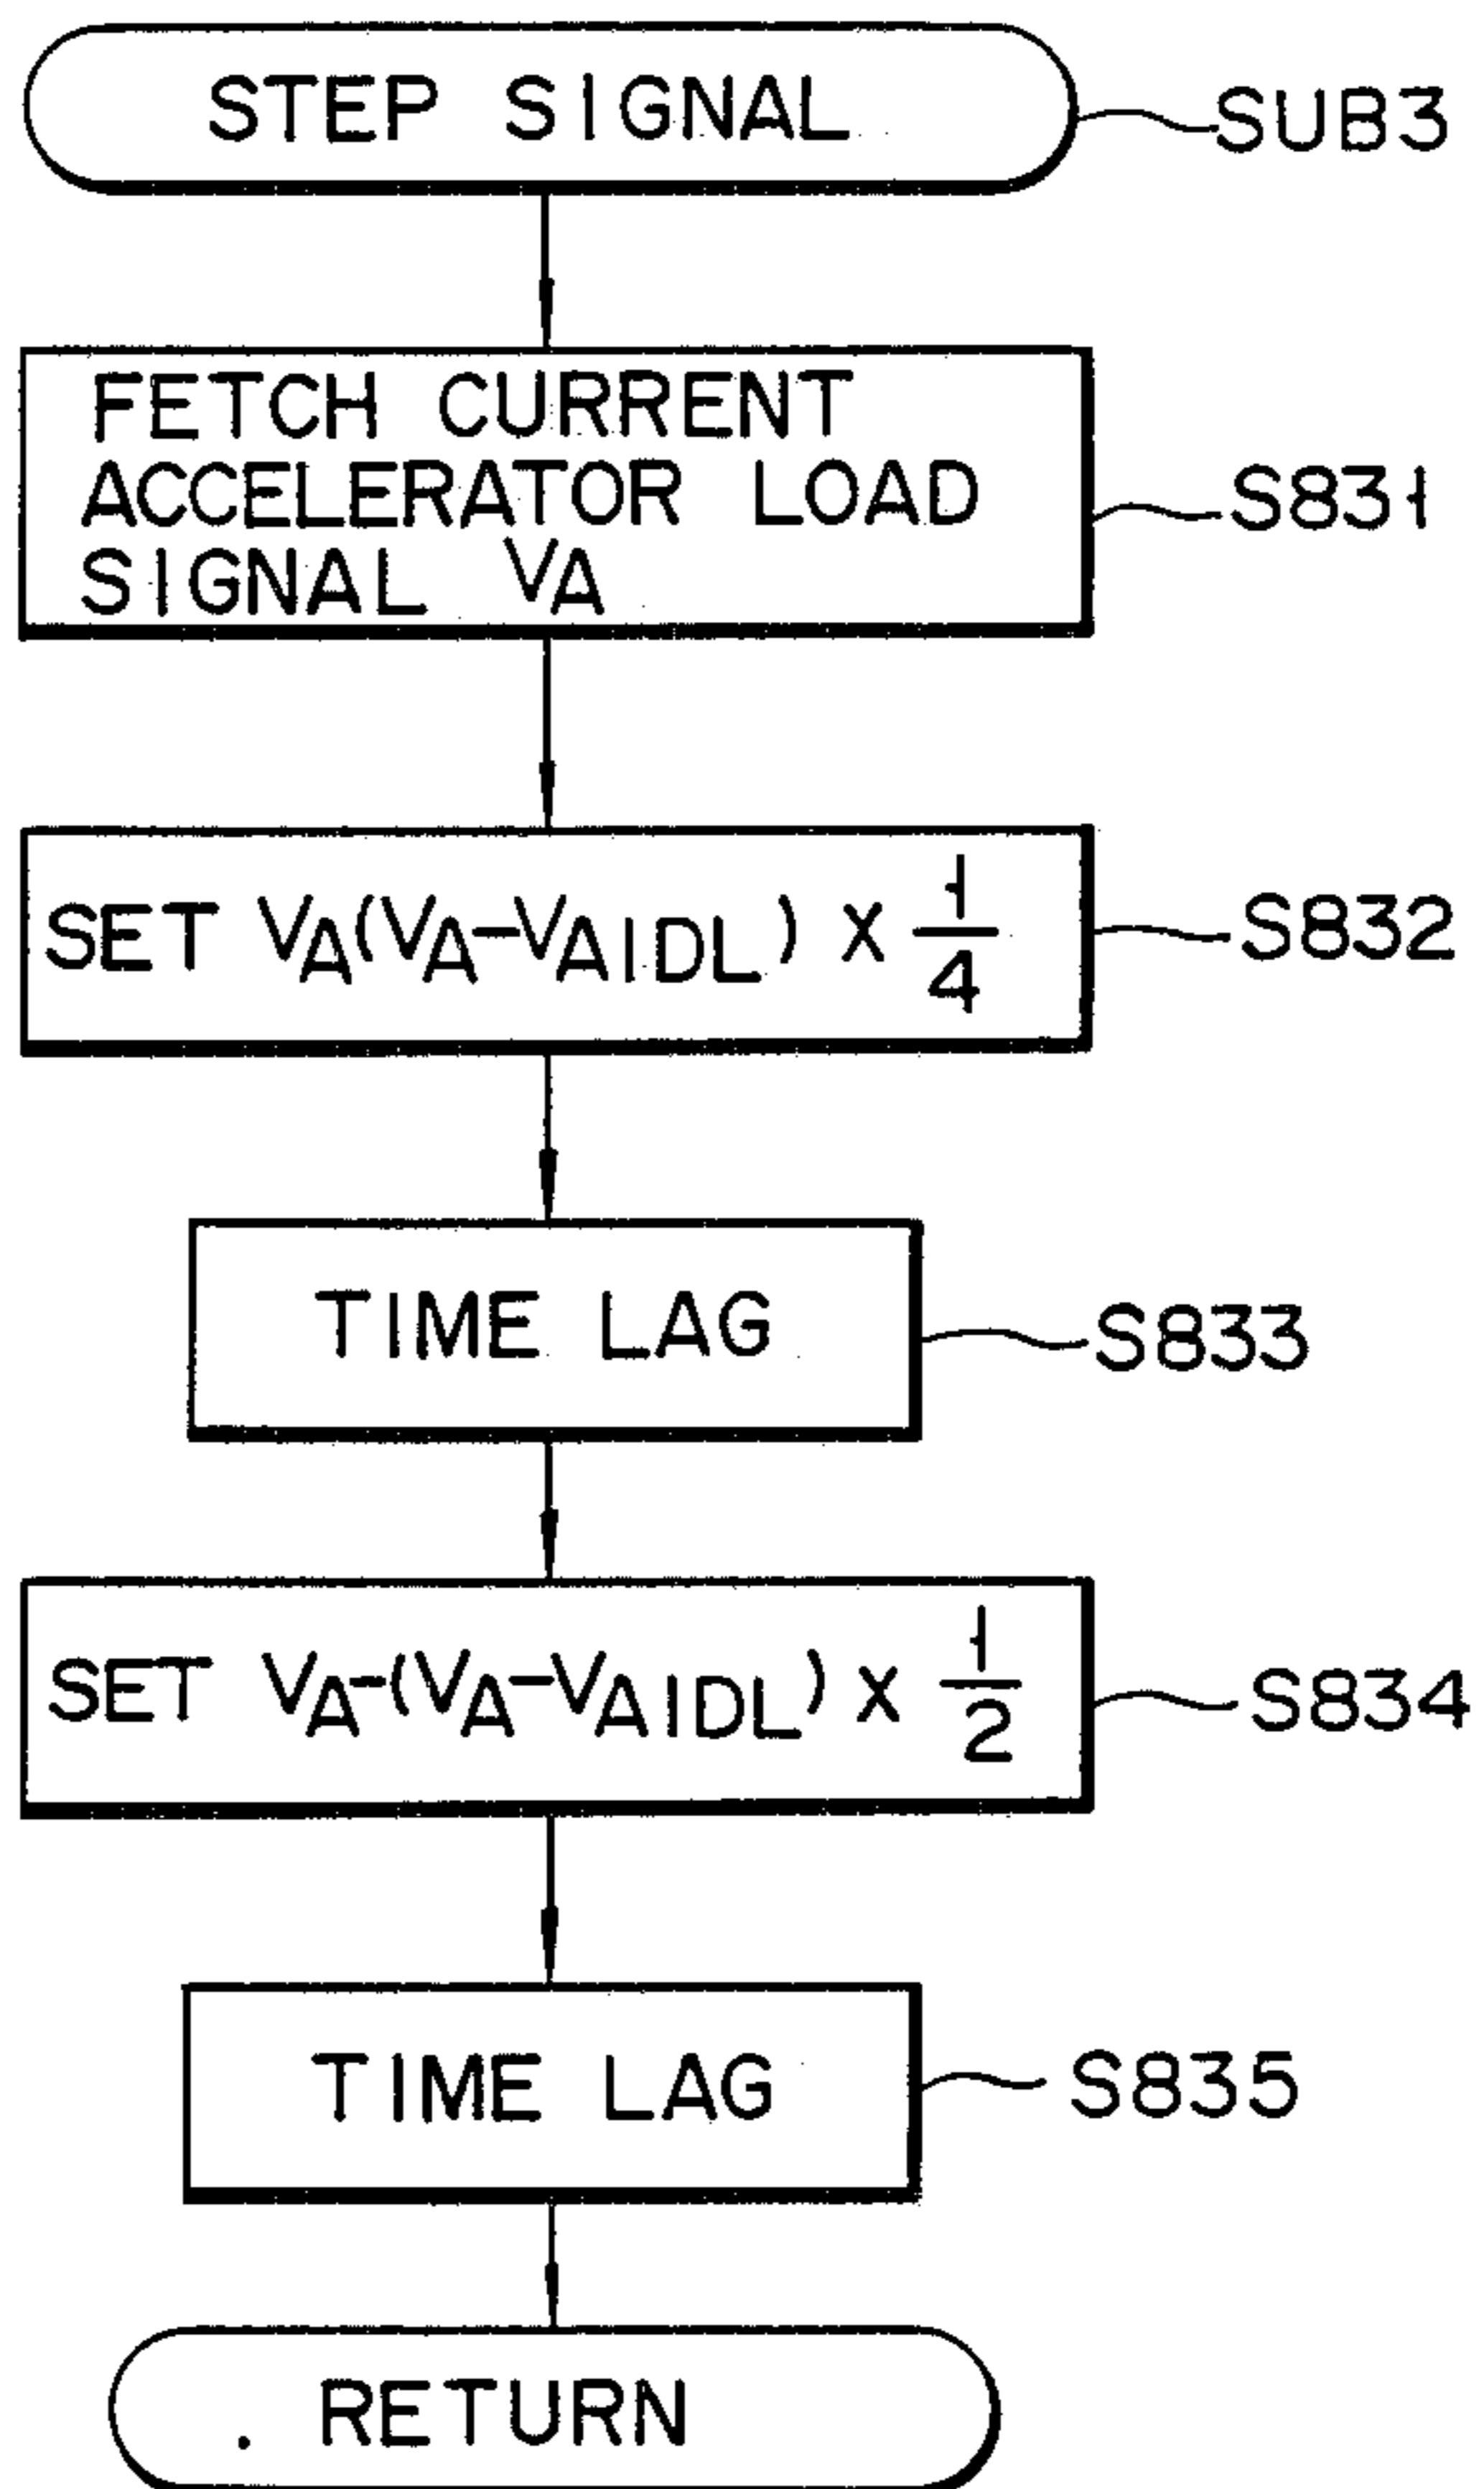 STEP SIGNAL SUB3
FETCH CURRENT
ACCELERATOR LOAD S831
SIGNAL VA
SET VA(VA-VAIDL) X 1/4 S832
TIME LAG S833
SET VA-(VA-VAIDL) X 1/2 S834
TIME LAG S835
. RETURN